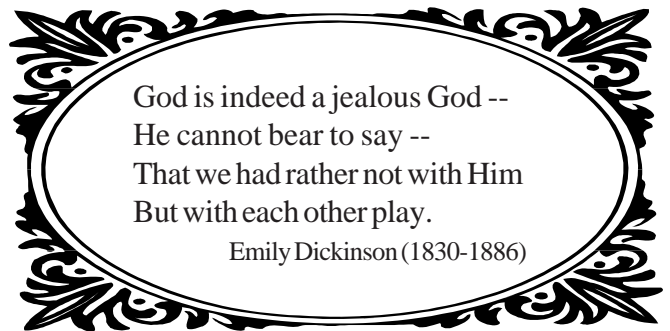 God is indeed a jealous God --
He cannot bear to say --
That we had rather not with Him
But with each other play.
Emily Dickinson (1830-1886)